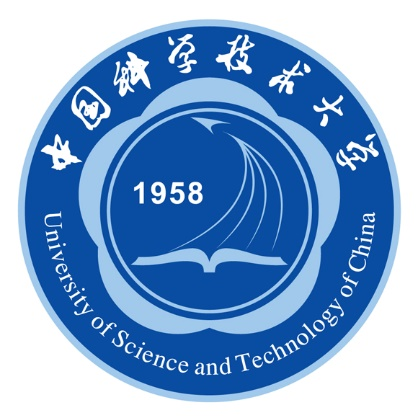 中国科学技术大学
1958
University of Science and Technology of China